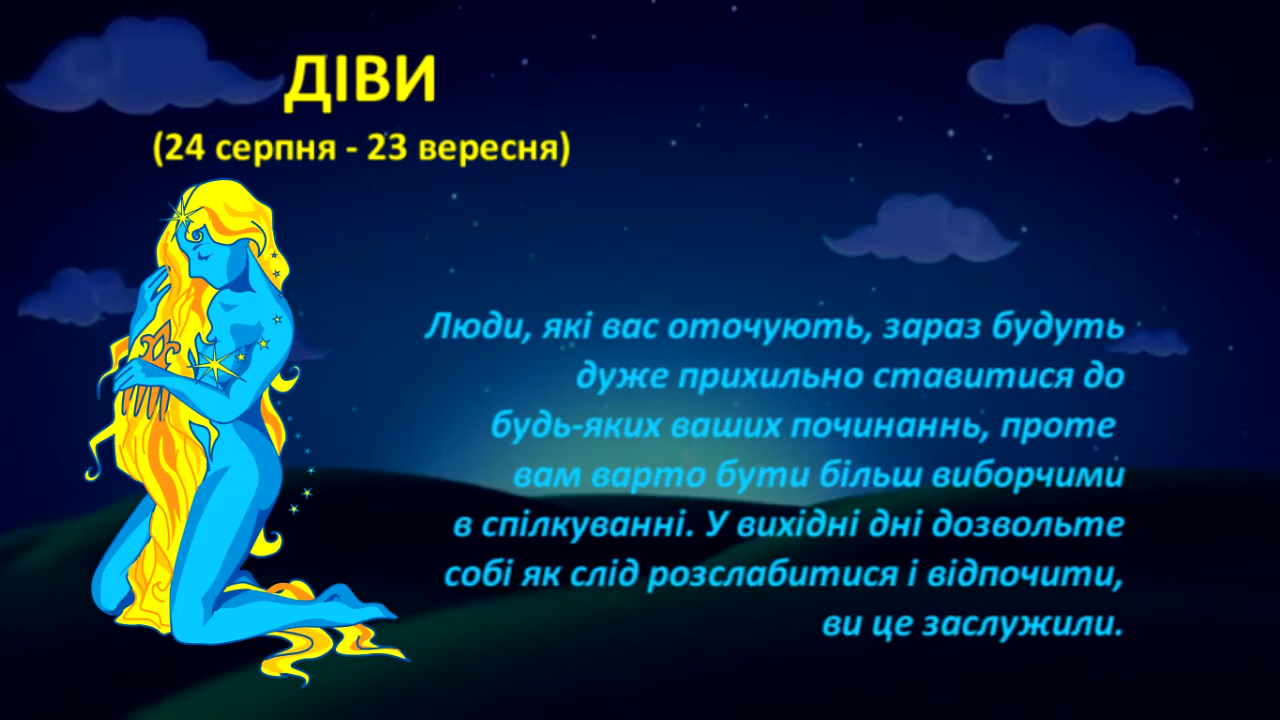 ДІВИ
(24 серпня - 23 вересня)
Люди, які вас оточують, зараз будуть
дуже прихильно ставитися до
будь-яких ваших починаннь, проте
вам варто бути більш виборчими
в спілкуванні. У вихідні дні дозвольте
собі як слід розслабитися і відпочити,
ви це заслужили.